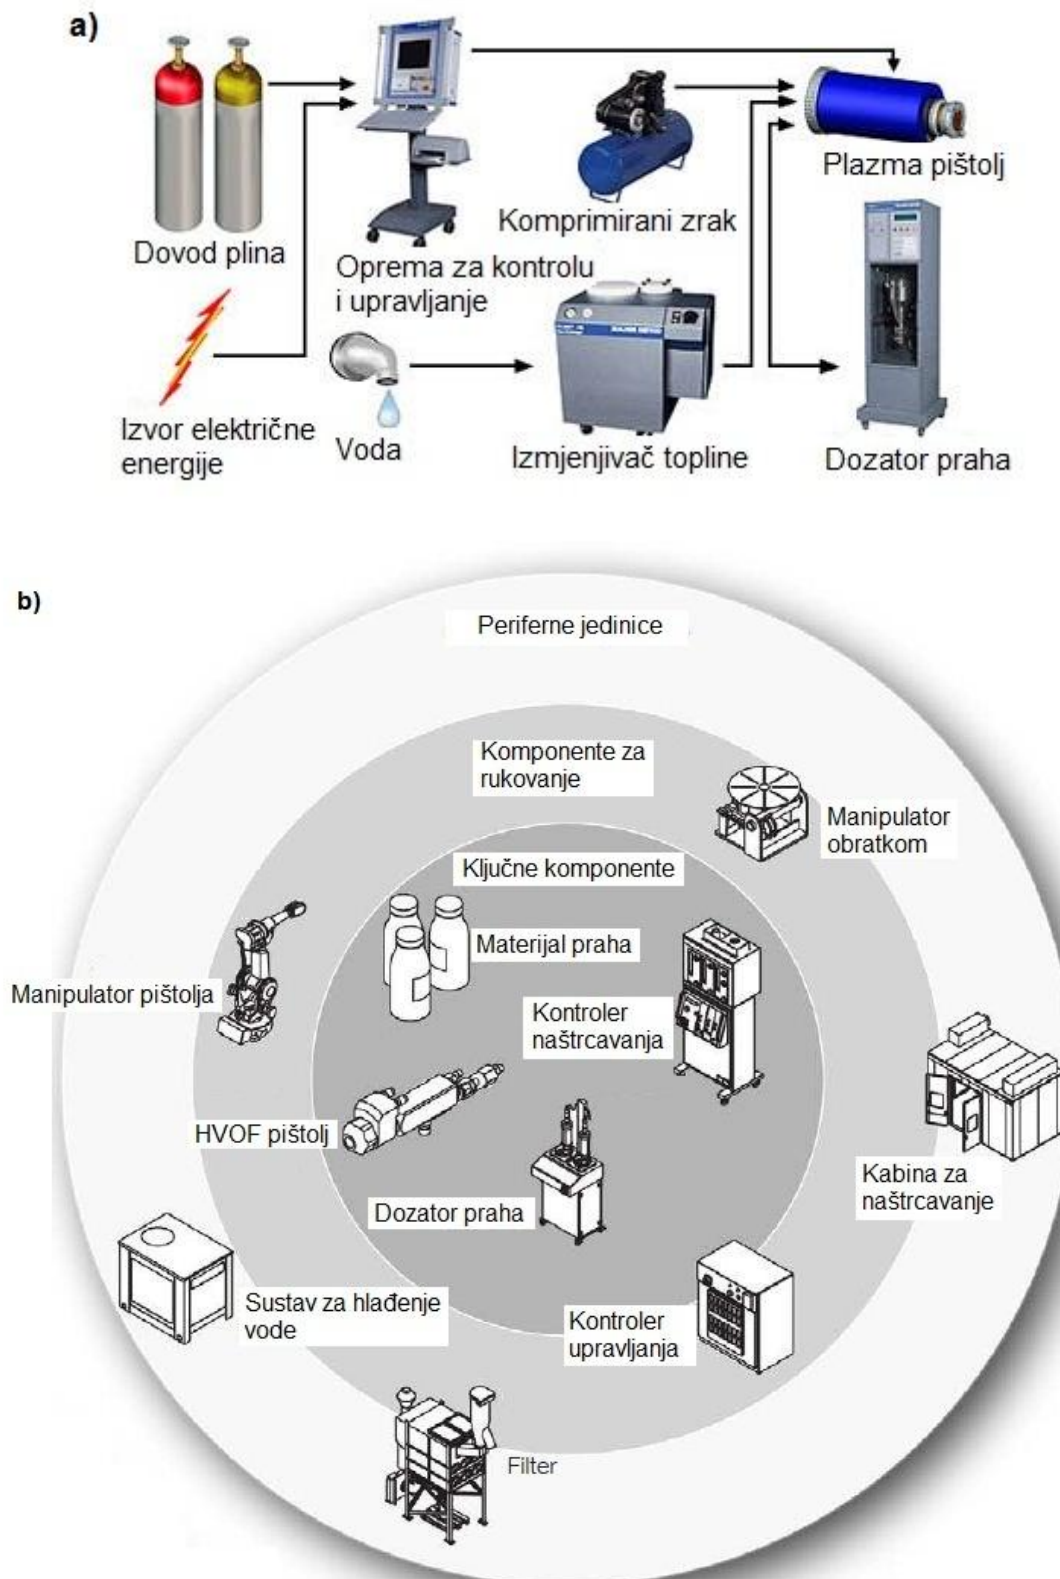 a)
Plazma pištolj
Komprimirani zrak
Dovod plina
Oprema za kontrolu
i upravljanje
Izvor električne
energije
Voda
Izmjenjivač topline
Dozator praha
b)
Periferne jedinice
Komponente za
rukovanje
Manipulator
obratkom
Ključne komponente
Materijal praha
Manipulator pištolja
Kontroler
naštrcavanja
HVOF pištolj
Kabina za
naštrcavanje
Dozator praha
Sustav za hlađenje
vode
Kontroler
upravljanja
Filter